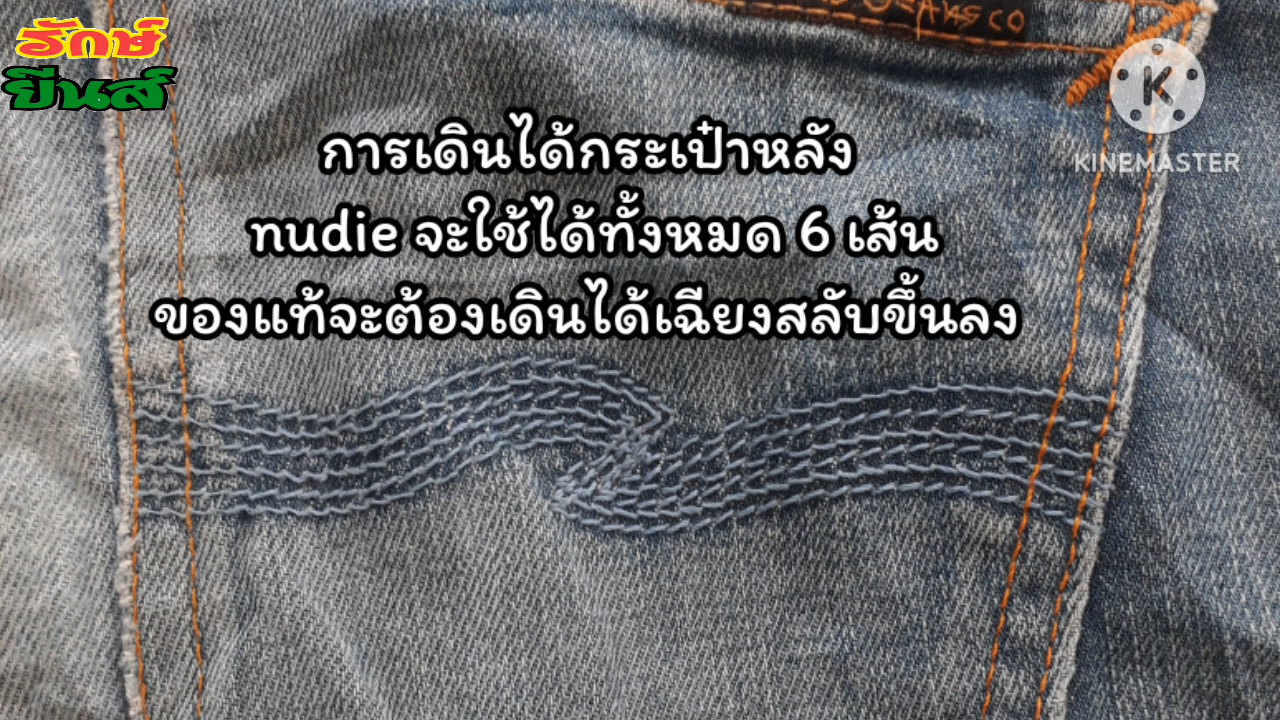 รักษ์
ยีนส์
CO
KINEMASTER
การเดินได้กระเป๋าหลัง
nudie จะใช้ได้ทั้งหมด 6 เส้น
ของแท้จะต้องเดินได้เฉียงสลับขึ้นลง